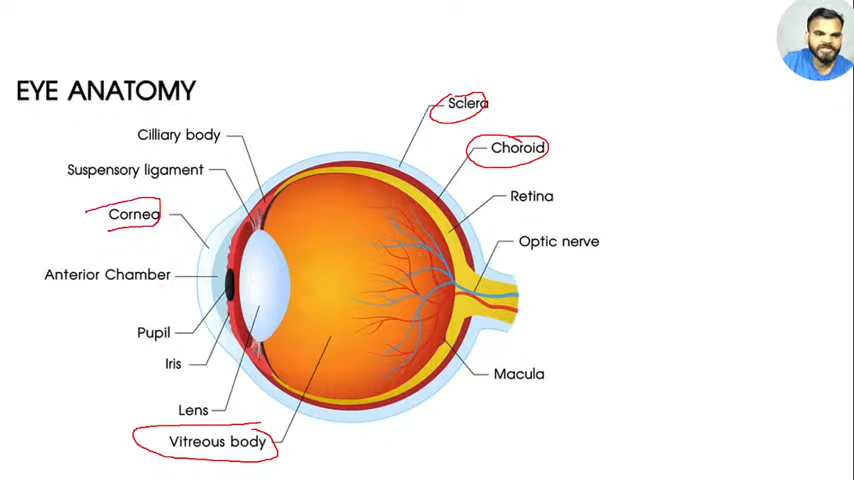 EYE ANATOMY
Cilliary body
Suspensory ligament
Cornea
Anterior Chamber
Pupil
Iris
Lens
Vitreous body
Sclera
Choroid
Retina
Optic nerve
Macula